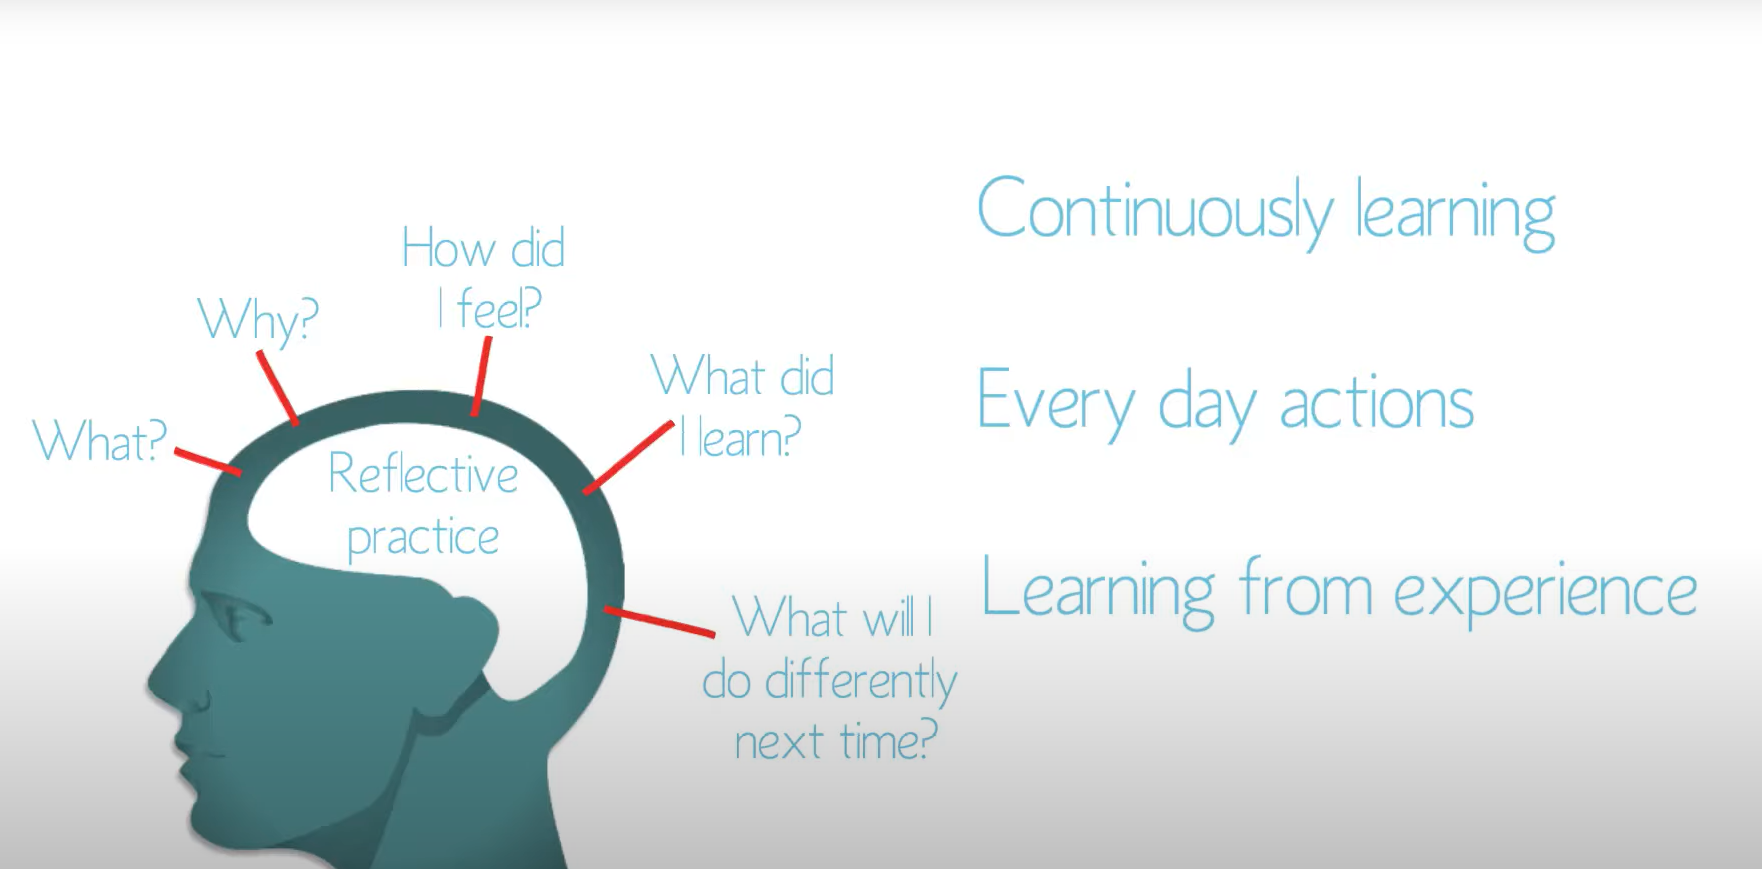 What?
Why?
How did
I feel?
What did
I learn?
What will I
do differently
next time?
Reflective
practice
Continuously learning
Every day actions
Learning from experience